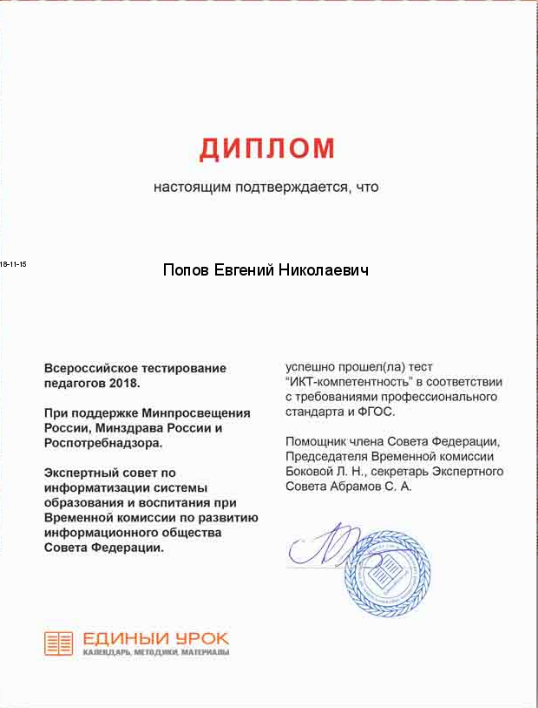 ДИПЛОМ
настоящим подтверждается, что
18-11-15
Попов Евгений Николаевич
Всероссийское тестирование
педагогов 2018.
При поддержке Минпросвещения
России, Минздрава России и
Роспотребнадзора.
Экспертный совет по
информатизации системы
образования и воспитания при
Временной комиссии по развитию
информационного общества
Совета Федерации.
успешно прошел(ла) тест
“ИКТ-компетентность” в соответствии
с требованиями профессионального
стандарта и ФГОС.
Помощник члена Совета Федерации,
Председателя Временной комиссии
Боковой Л. Н., секретарь Экспертного
Совета Абрамов С. А.
ЕДИНЫЙ УРОК
КАЛЕНДАРЬ, МЕТОДИКИ, МАТЕРИАЛЫ